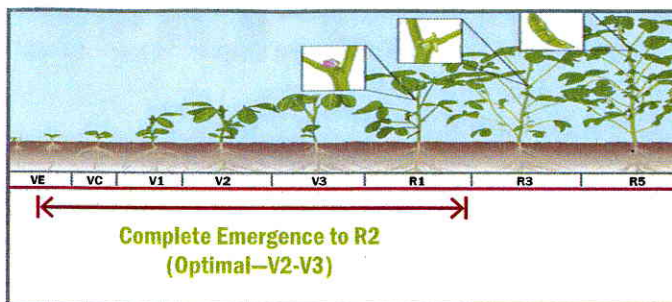 VE VC V1 V2 V3 R1 R3 R5
Complete Emergence to R2
(Optimal—V2-V3)